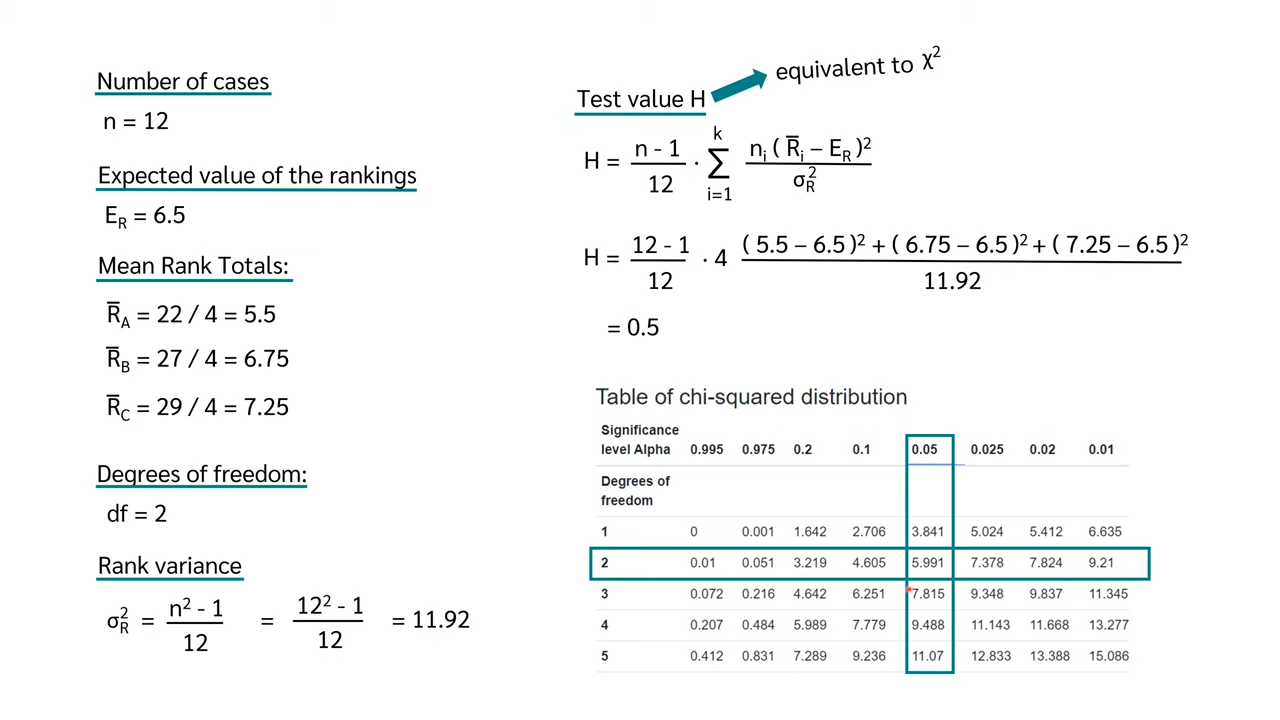 Number of cases
n = 12
Expected value of the rankings
E_R = 6.5
Mean Rank Totals:
R̅_A = 22 / 4 = 5.5
R̅_B = 27 / 4 = 6.75
R̅_C = 29 / 4 = 7.25
Degrees of freedom:
df = 2
Rank variance
σ_R² = (n² - 1)/12 = (12² - 1)/12 = 11.92
equivalent to χ²
Test value H
H = (n - 1)/12 · ∑_{i=1}^{k} n_i ( R̅_i – E_R )² / σ_R²
H = (12 - 1)/12 · 4 ( 5.5 – 6.5 )² + ( 6.75 – 6.5 )² + ( 7.25 – 6.5 )² / 11.92
= 0.5
Table of chi-squared distribution
Significance
level Alpha 0.995 0.975 0.2 0.1 0.05 0.025 0.02 0.01
Degrees of
freedom
1 0 0.001 1.642 2.706 3.841 5.024 5.412 6.635
2 0.01 0.051 3.219 4.605 5.991 7.378 7.824 9.21
3 0.072 0.216 4.642 6.251 7.815 9.348 9.837 11.345
4 0.207 0.484 5.989 7.779 9.488 11.143 11.668 13.277
5 0.412 0.831 7.289 9.236 11.07 12.833 13.388 15.086